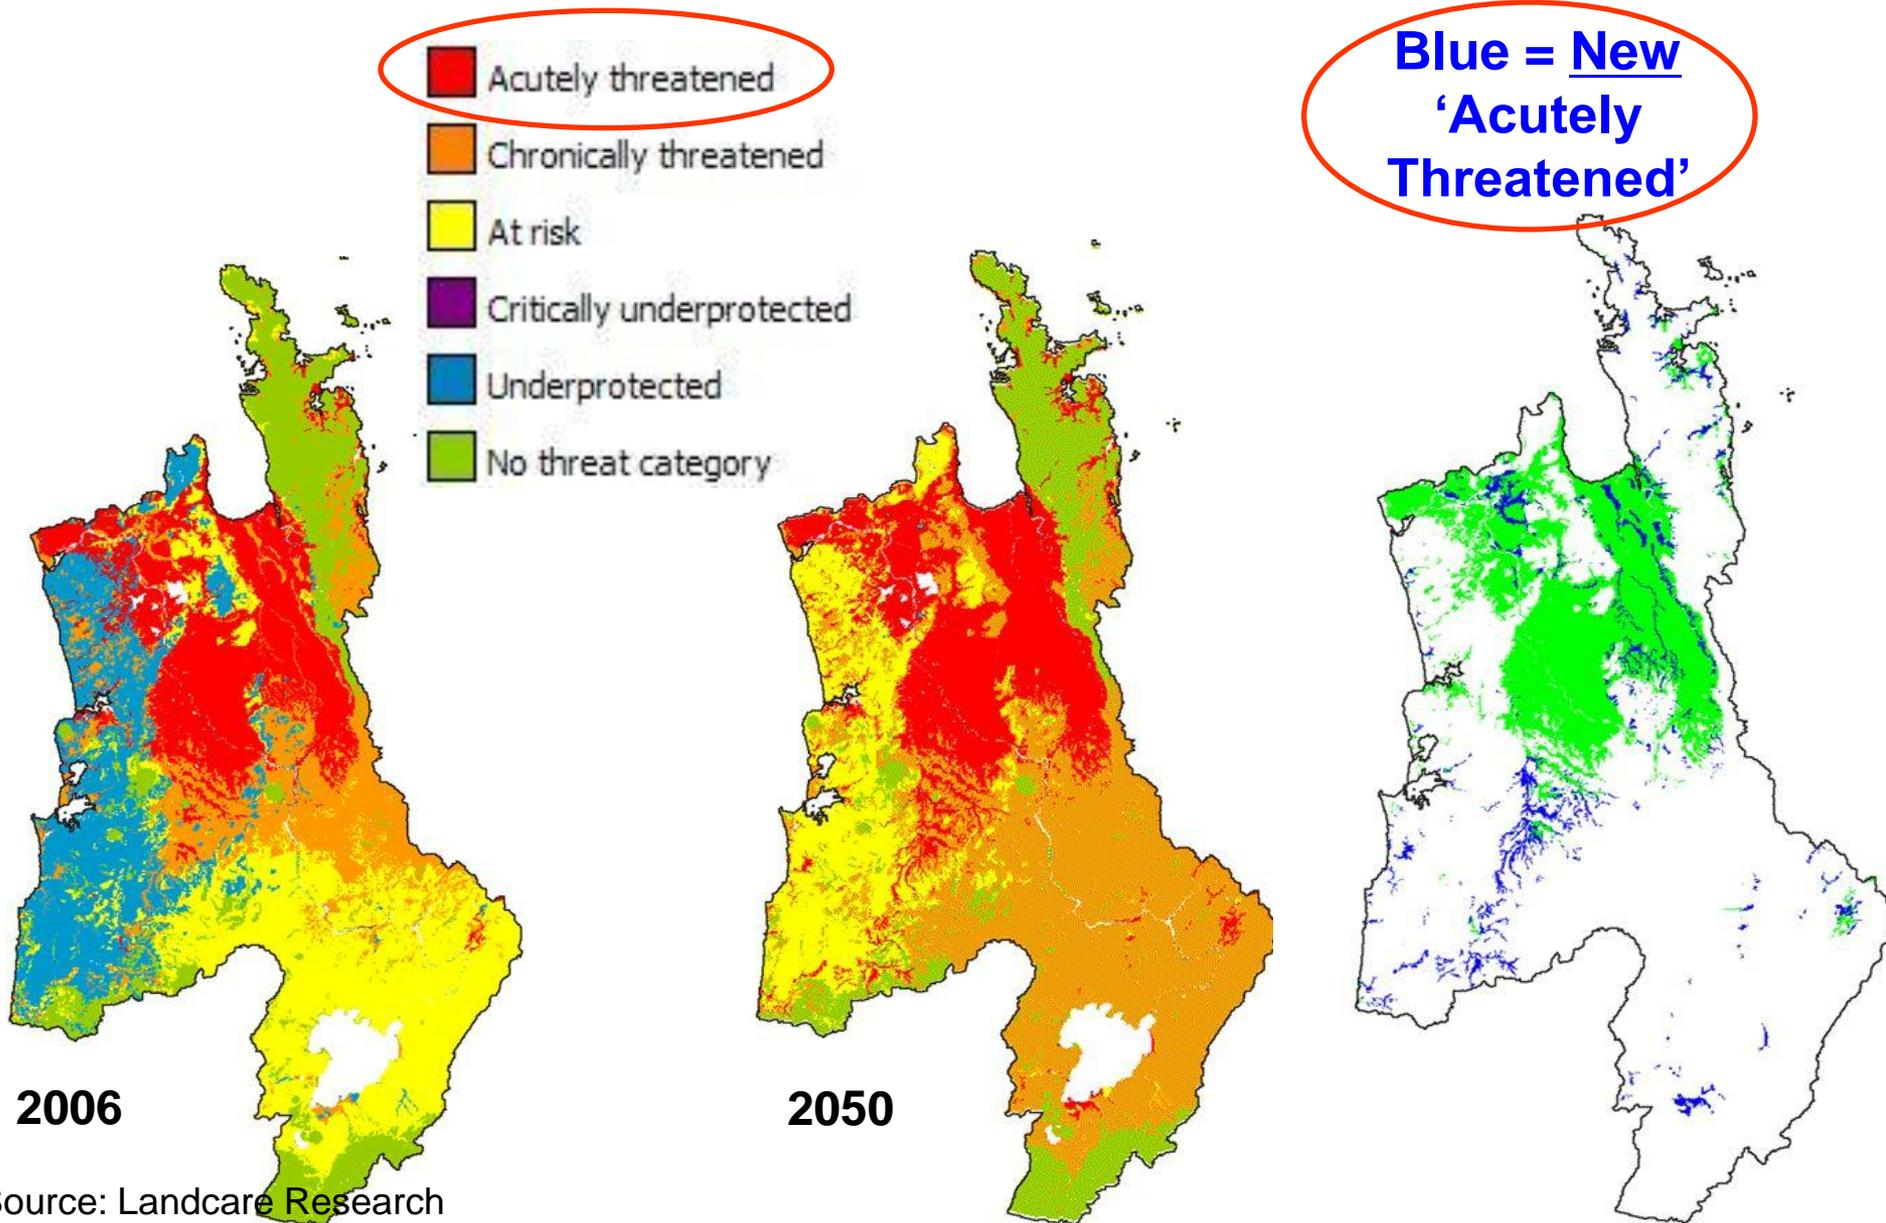 Acutely threatened
Chronically threatened
At risk
Critically underprotected
Underprotected
No threat category
Blue = New
‘Acutely
Threatened’
2006
2050
Source: Landcare Research